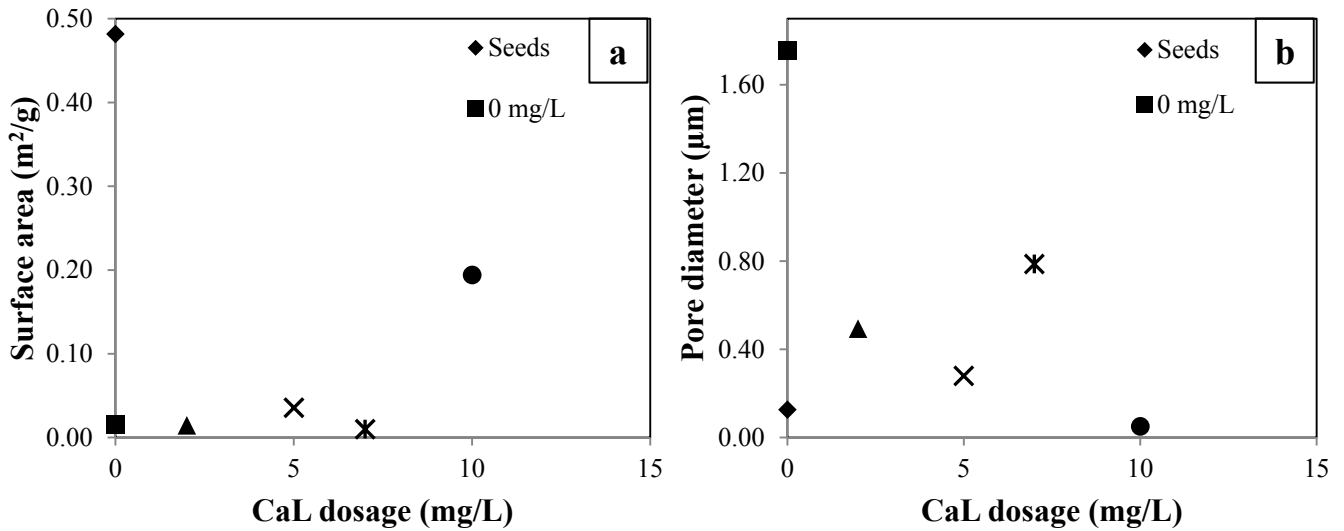 0.50
0.40
0.30
0.20
0.10
0.00
0
5
10
15
Surface area (m²/g)
CaL dosage (mg/L)
Seeds
0 mg/L
a
1.60
1.20
0.80
0.40
0.00
0
5
10
15
Pore diameter (µm)
CaL dosage (mg/L)
Seeds
0 mg/L
b